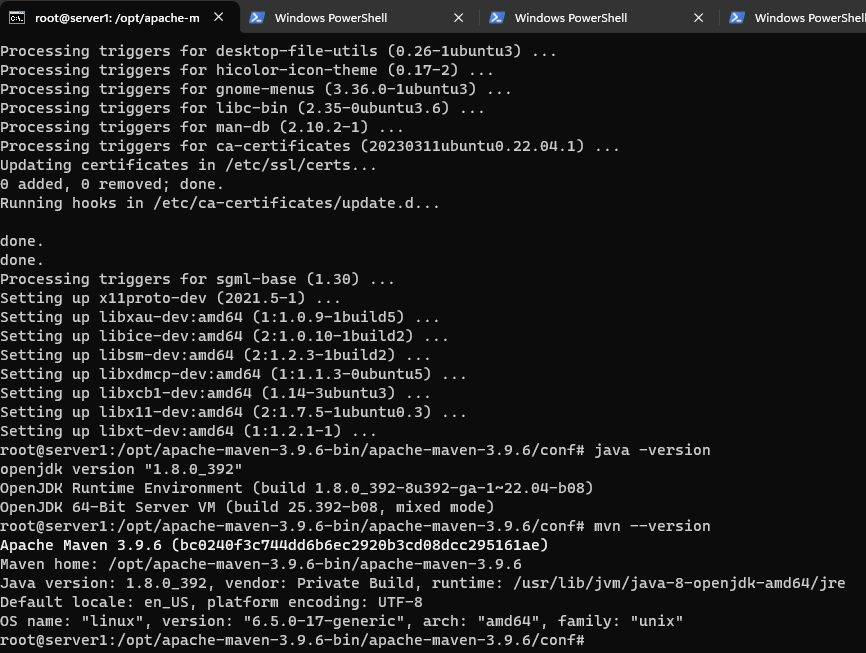 root@server1: /opt/apache-m
Windows PowerShell
Windows PowerShell
Windows PowerShell
Processing triggers for desktop-file-utils (0.26-1ubuntu3) ...
Processing triggers for hicolor-icon-theme (0.17-2) ...
Processing triggers for gnome-menus (3.36.0-1ubuntu3) ...
Processing triggers for libc-bin (2.35-0ubuntu3.6) ...
Processing triggers for man-db (2.10.2-1) ...
Processing triggers for ca-certificates (20230311ubuntu0.22.04.1) ...
Updating certificates in /etc/ssl/certs...
0 added, 0 removed; done.
Running hooks in /etc/ca-certificates/update.d...
done.
done.
Processing triggers for sgml-base (1.30) ...
Setting up x11proto-dev (2021.5-1) ...
Setting up libxau-dev:amd64 (1:1.0.9-1build5) ...
Setting up libice-dev:amd64 (2:1.0.10-1build2) ...
Setting up libsm-dev:amd64 (2:1.2.3-1build2) ...
Setting up libxdmcp-dev:amd64 (1:1.1.3-0ubuntu5) ...
Setting up libxcb1-dev:amd64 (1.14-3ubuntu3) ...
Setting up libx11-dev:amd64 (2:1.7.5-1ubuntu0.3) ...
Setting up libxt-dev:amd64 (1:1.2.1-1) ...
root@server1:/opt/apache-maven-3.9.6-bin/apache-maven-3.9.6/conf# java -version
openjdk version "1.8.0_392"
OpenJDK Runtime Environment (build 1.8.0_392-8u392-ga-1~22.04-b08)
OpenJDK 64-Bit Server VM (build 25.392-b08, mixed mode)
root@server1:/opt/apache-maven-3.9.6-bin/apache-maven-3.9.6/conf# mvn --version
Apache Maven 3.9.6 (bc0240f3c744dd6b6ec2920b3cd08dcc295161ae)
Maven home: /opt/apache-maven-3.9.6-bin/apache-maven-3.9.6
Java version: 1.8.0_392, vendor: Private Build, runtime: /usr/lib/jvm/java-8-openjdk-amd64/jre
Default locale: en_US, platform encoding: UTF-8
OS name: "linux", version: "6.5.0-17-generic", arch: "amd64", family: "unix"
root@server1:/opt/apache-maven-3.9.6-bin/apache-maven-3.9.6/conf#